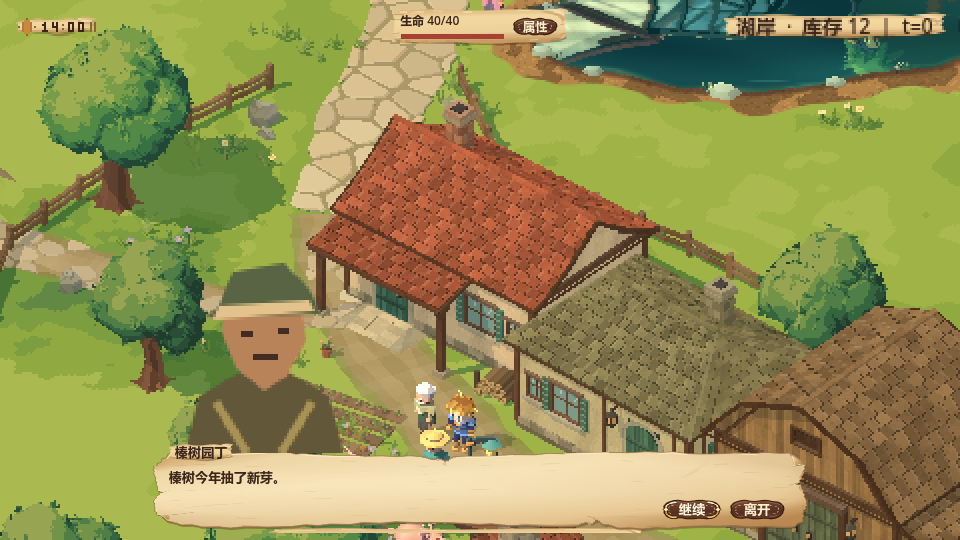 14:00
生命 40/40
属性
湖岸 · 库存 12 | t=0
榛树园丁
榛树今年抽了新芽。
继续
离开